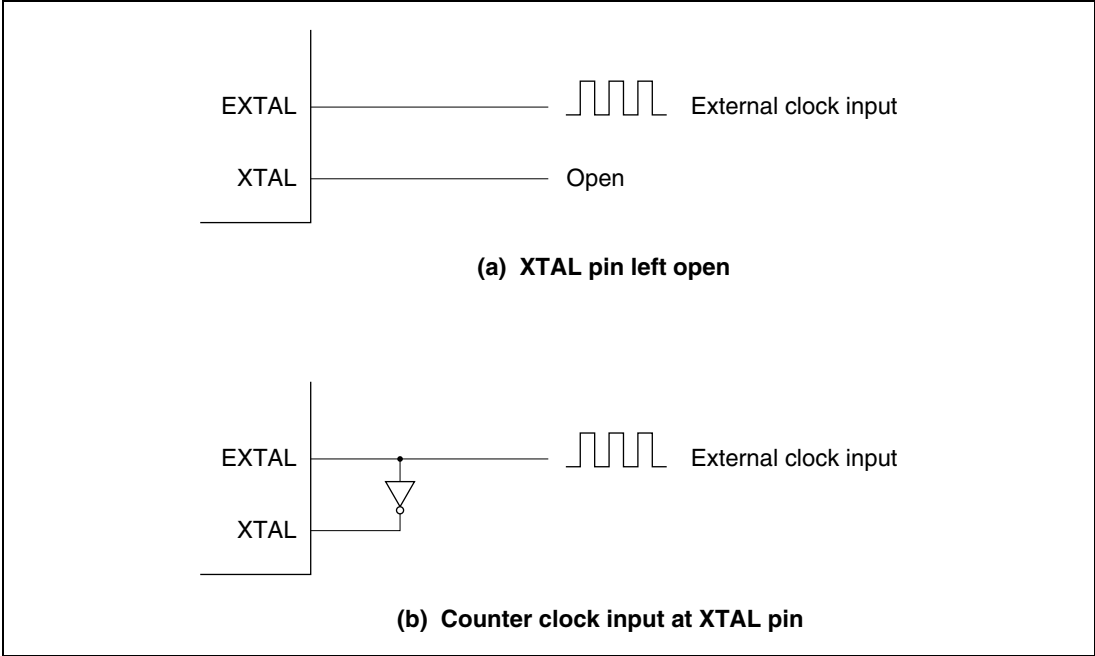 EXTAL
External clock input
XTAL
Open
(a) XTAL pin left open
EXTAL
External clock input
XTAL
(b) Counter clock input at XTAL pin